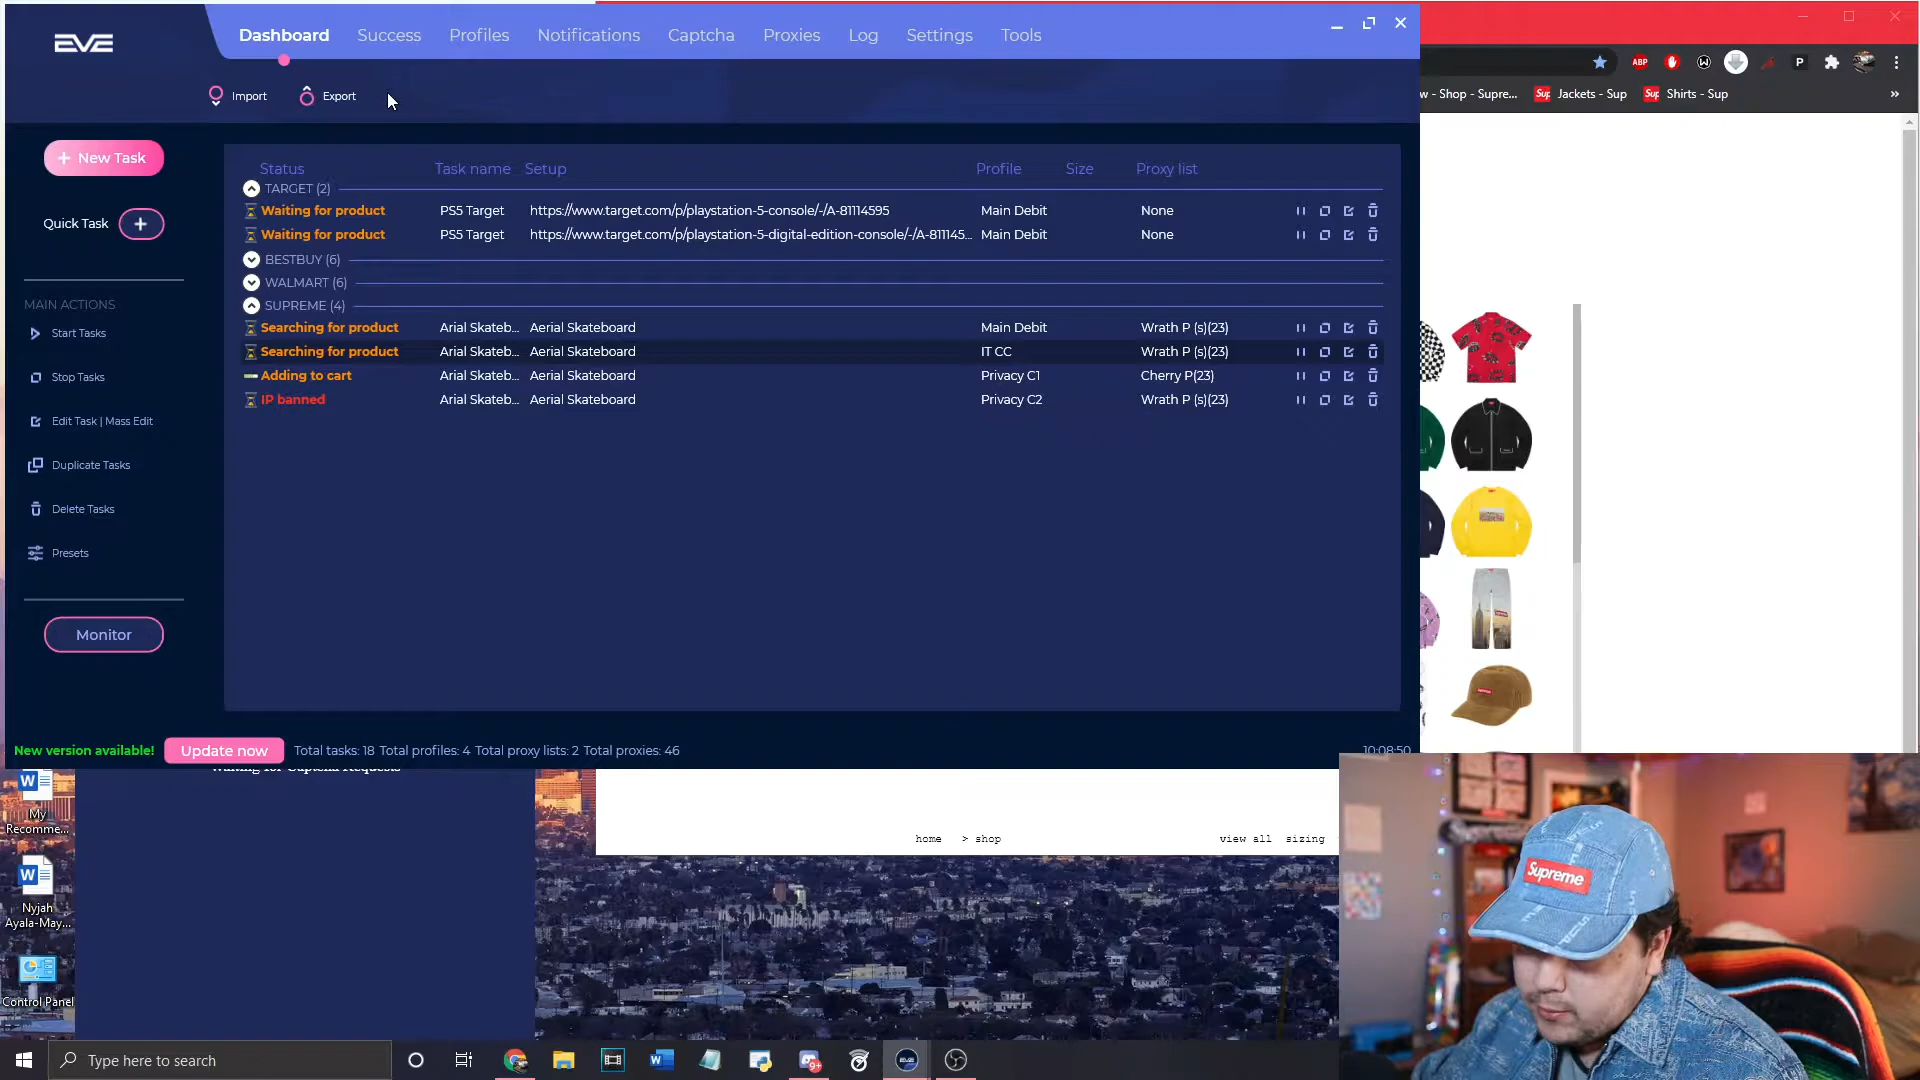 EVE
Dashboard Success Profiles Notifications Captcha Proxies Log Settings Tools
Import Export
ABP P
Shop - Supre... Sup Jackets - Sup Sup Shirts - Sup »
+ New Task
Quick Task +
MAIN ACTIONS
Start Tasks
Stop Tasks
Edit Task | Mass Edit
Duplicate Tasks
Delete Tasks
Presets
Monitor
Status Task name Setup Profile Size Proxy list
TARGET (2)
Waiting for product PS5 Target https://www.target.com/p/playstation-5-console/-/A-81114595 Main Debit None
Waiting for product PS5 Target https://www.target.com/p/playstation-5-digital-edition-console/-/A-811145... Main Debit None
BESTBUY (6)
WALMART (6)
SUPREME (4)
Searching for product Arial Skateb... Aerial Skateboard Main Debit Wrath P (s)(23)
Searching for product Arial Skateb... Aerial Skateboard IT CC Wrath P (s)(23)
Adding to cart Arial Skateb... Aerial Skateboard Privacy C1 Cherry P(23)
IP banned Arial Skateb... Aerial Skateboard Privacy C2 Wrath P (s)(23)
New version available! Update now Total tasks: 18 Total profiles: 4 Total proxy lists: 2 Total proxies: 46 10:08:50
Waiting for Captcha Requests
home > shop view all sizing
My
Recomme...
Nyjah
Ayala-May...
Control Panel
Supreme
Type here to search
9+